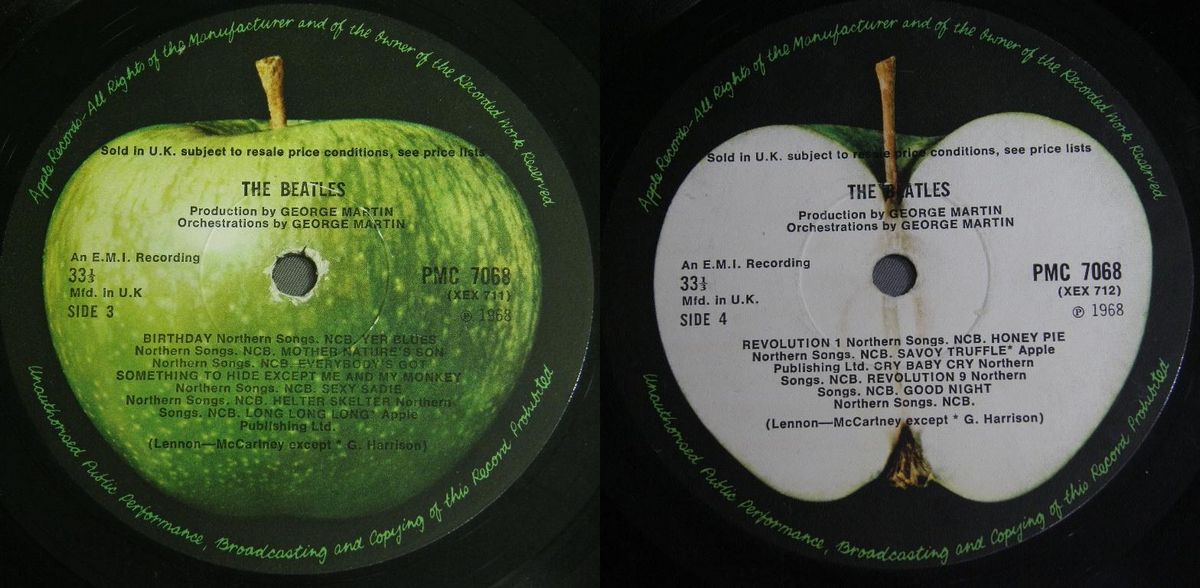 Apple Records-All Rights of the Manufacturer and of the Owner of the Recorded Work Reserved
Sold in U.K. subject to resale price conditions, see price lists
THE BEATLES
Production by GEORGE MARTIN
Orchestrations by GEORGE MARTIN
An E.M.I. Recording
33⅓
Mfd. in U.K
SIDE 3
PMC 7068
(XEX 711)
℗ 1968
BIRTHDAY Northern Songs. NCB. YER BLUES
Northern Songs. NCB. MOTHER NATURE'S SON
Northern Songs. NCB. EVERYBODY'S GOT
SOMETHING TO HIDE EXCEPT ME AND MY MONKEY
Northern Songs. NCB. SEXY SADIE
Northern Songs. NCB. HELTER SKELTER Northern
Songs. NCB. LONG LONG LONG* Apple
Publishing Ltd.
(Lennon—McCartney except * G. Harrison)
Unauthorised Public Performance, Broadcasting and Copying of this Record Prohibited
Apple Records-All Rights of the Manufacturer and of the Owner of the Recorded Work Reserved
Sold in U.K. subject to resale price conditions, see price lists
THE BEATLES
Production by GEORGE MARTIN
Orchestrations by GEORGE MARTIN
An E.M.I. Recording
33⅓
Mfd. in U.K.
SIDE 4
PMC 7068
(XEX 712)
℗ 1968
REVOLUTION 1 Northern Songs. NCB. HONEY PIE
Northern Songs. NCB. SAVOY TRUFFLE* Apple
Publishing Ltd. CRY BABY CRY Northern
Songs. NCB. REVOLUTION 9 Northern
Songs. NCB. GOOD NIGHT
Northern Songs. NCB.
(Lennon—McCartney except * G. Harrison)
Unauthorised Public Performance, Broadcasting and Copying of this Record Prohibited